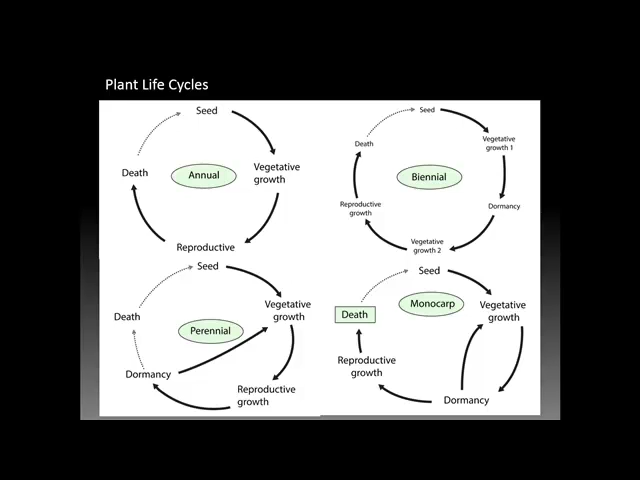 Plant Life Cycles
Seed
Vegetative
growth
Reproductive
Death
Annual
Seed
Vegetative
growth 1
Dormancy
Vegetative
growth 2
Reproductive
growth
Death
Biennial
Seed
Vegetative
growth
Reproductive
growth
Dormancy
Death
Perennial
Seed
Vegetative
growth
Dormancy
Reproductive
growth
Death
Monocarp